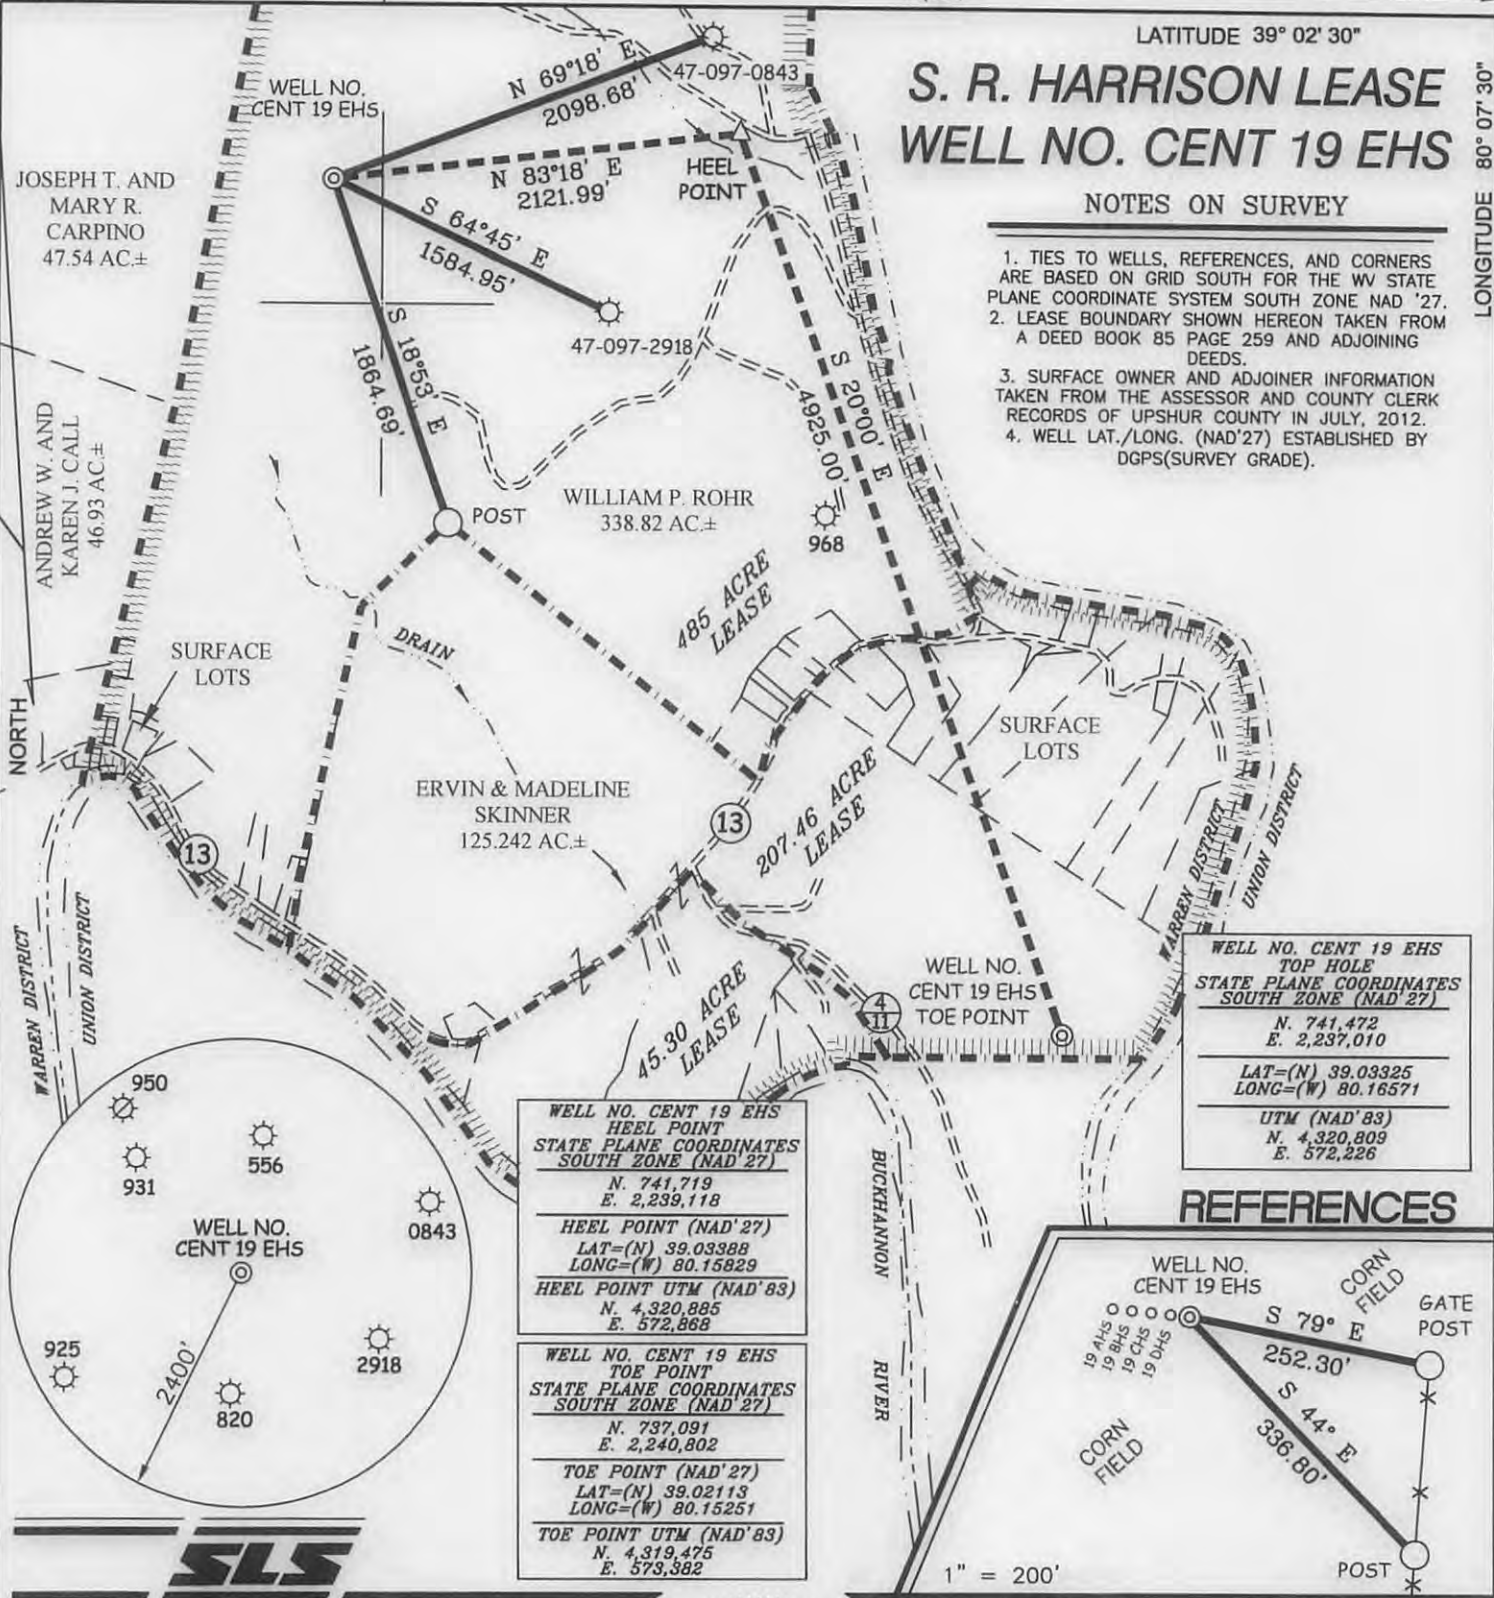 LATITUDE 39° 02' 30"
LONGITUDE 80° 07' 30"
S. R. HARRISON LEASE
WELL NO. CENT 19 EHS
NOTES ON SURVEY
1. TIES TO WELLS, REFERENCES, AND CORNERS
ARE BASED ON GRID SOUTH FOR THE WV STATE
PLANE COORDINATE SYSTEM SOUTH ZONE NAD '27.
2. LEASE BOUNDARY SHOWN HEREON TAKEN FROM
A DEED BOOK 85 PAGE 259 AND ADJOINING
DEEDS.
3. SURFACE OWNER AND ADJOINER INFORMATION
TAKEN FROM THE ASSESSOR AND COUNTY CLERK
RECORDS OF UPSHUR COUNTY IN JULY, 2012.
4. WELL LAT./LONG. (NAD'27) ESTABLISHED BY
DGPS(SURVEY GRADE).
WELL NO.
CENT 19 EHS
N 69°18' E
2098.68'
47-097-0843
N 83°18' E
2121.99'
HEEL
POINT
S 64°45' E
1584.95'
47-097-2918
S 18°53' E
1864.69'
S 20°00' E
4925.00'
JOSEPH T. AND
MARY R.
CARPINO
47.54 AC.±
ANDREW W. AND
KAREN J. CALL
46.93 AC.±
POST
WILLIAM P. ROHR
338.82 AC.±
968
485 ACRE
LEASE
DRAIN
SURFACE
LOTS
NORTH
SURFACE
LOTS
ERVIN & MADELINE
SKINNER
125.242 AC.±
13
13
207.46 ACRE
LEASE
WARREN DISTRICT
UNION DISTRICT
WARREN DISTRICT
UNION DISTRICT
45.30 ACRE
LEASE
WELL NO.
CENT 19 EHS
TOE POINT
4
11
WELL NO. CENT 19 EHS
TOP HOLE
STATE PLANE COORDINATES
SOUTH ZONE (NAD'27)
N. 741,472
E. 2,237,010
LAT=(N) 39.03325
LONG=(W) 80.16571
UTM (NAD'83)
N. 4,320,809
E. 572,226
950
556
931
0843
WELL NO.
CENT 19 EHS
925
2400'
2918
820
WELL NO. CENT 19 EHS
HEEL POINT
STATE PLANE COORDINATES
SOUTH ZONE (NAD'27)
N. 741,719
E. 2,239,118
HEEL POINT (NAD'27)
LAT=(N) 39.03388
LONG=(W) 80.15829
HEEL POINT UTM (NAD'83)
N. 4,320,885
E. 572,868
WELL NO. CENT 19 EHS
TOE POINT
STATE PLANE COORDINATES
SOUTH ZONE (NAD'27)
N. 737,091
E. 2,240,802
TOE POINT (NAD'27)
LAT=(N) 39.02113
LONG=(W) 80.15251
TOE POINT UTM (NAD'83)
N. 4,319,475
E. 573,382
BUCKHANNON
RIVER
REFERENCES
WELL NO.
CENT 19 EHS
CORN
FIELD
GATE
POST
19 AHS
19 BHS
19 CHS
19 DHS
S 79° E
252.30'
S 44° E
336.80'
CORN
FIELD
POST
1" = 200'
SLS